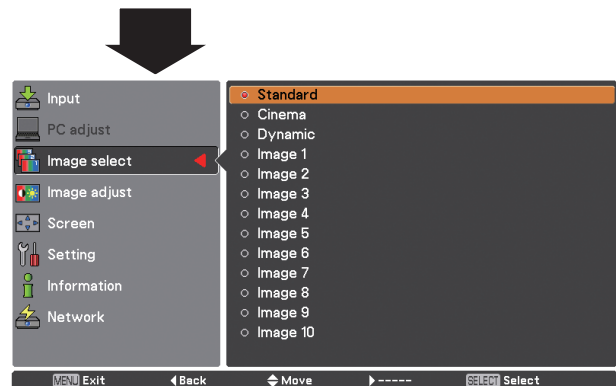 Input
PC adjust
Image select
Image adjust
Screen
Setting
Information
Network
Standard
Cinema
Dynamic
Image 1
Image 2
Image 3
Image 4
Image 5
Image 6
Image 7
Image 8
Image 9
Image 10
MENU Exit ◀Back Move ▶----- SELECT Select